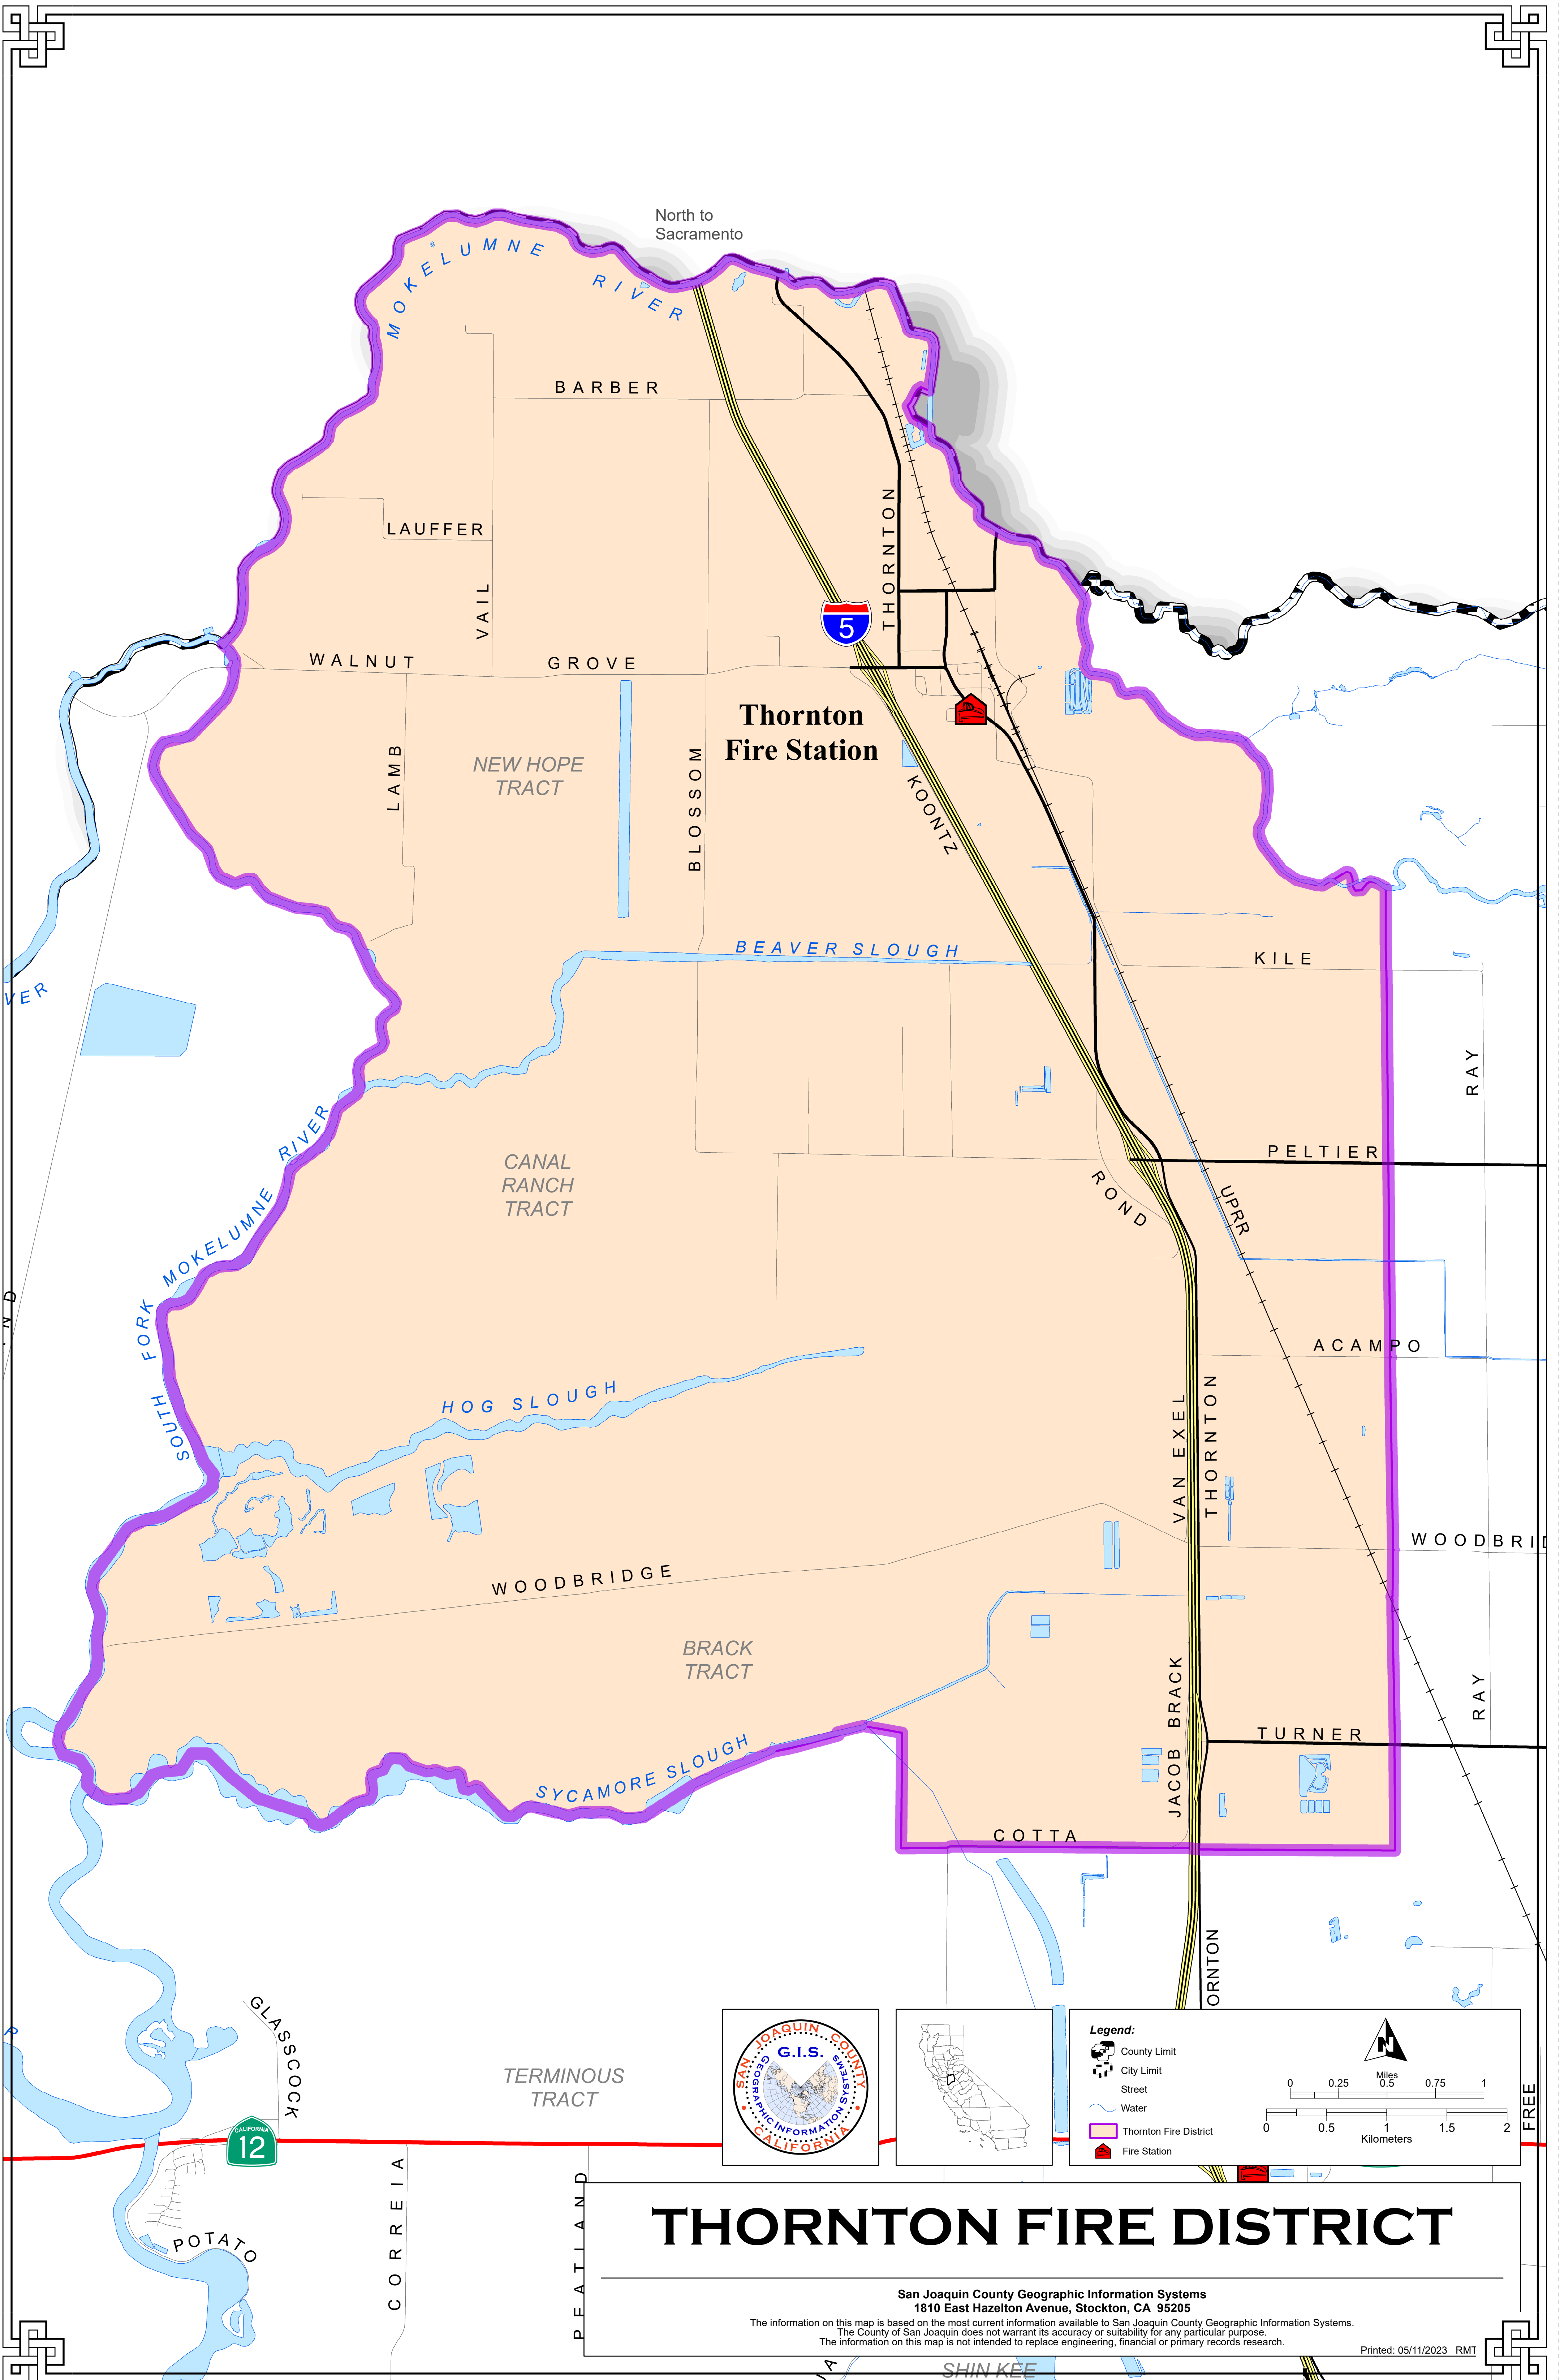 North to
Sacramento
MOKELUMNE RIVER
BARBER
LAUFFER
VAIL
THORNTON
5
WALNUT GROVE
Thornton
Fire Station
NEW HOPE
TRACT
LAMB
BLOSSOM
KOONTZ
BEAVER SLOUGH
KILE
VER
RAY
PELTIER
CANAL
RANCH
TRACT
ROND
UPRR
SOUTH FORK MOKELUMNE RIVER
ACAMPO
HOG SLOUGH
VAN EXEL
THORNTON
WOODBRID
WOODBRIDGE
BRACK
TRACT
JACOB BRACK
RAY
TURNER
SYCAMORE SLOUGH
COTTA
ORNTON
GLASSCOCK
R
TERMINOUS
TRACT
CALIFORNIA
12
POTATO
CORREIA
PEATLAND
FREE
SAN JOAQUIN COUNTY
G.I.S.
GEOGRAPHIC INFORMATION SYSTEMS
CALIFORNIA
Legend:
County Limit
City Limit
Street
Water
Thornton Fire District
Fire Station
N
Miles
0 0.25 0.5 0.75 1
0 0.5 1 1.5 2
Kilometers
THORNTON FIRE DISTRICT
San Joaquin County Geographic Information Systems
1810 East Hazelton Avenue, Stockton, CA 95205
The information on this map is based on the most current information available to San Joaquin County Geographic Information Systems.
The County of San Joaquin does not warrant its accuracy or suitability for any particular purpose.
The information on this map is not intended to replace engineering, financial or primary records research.
Printed: 05/11/2023 RMT
SHIN KEE